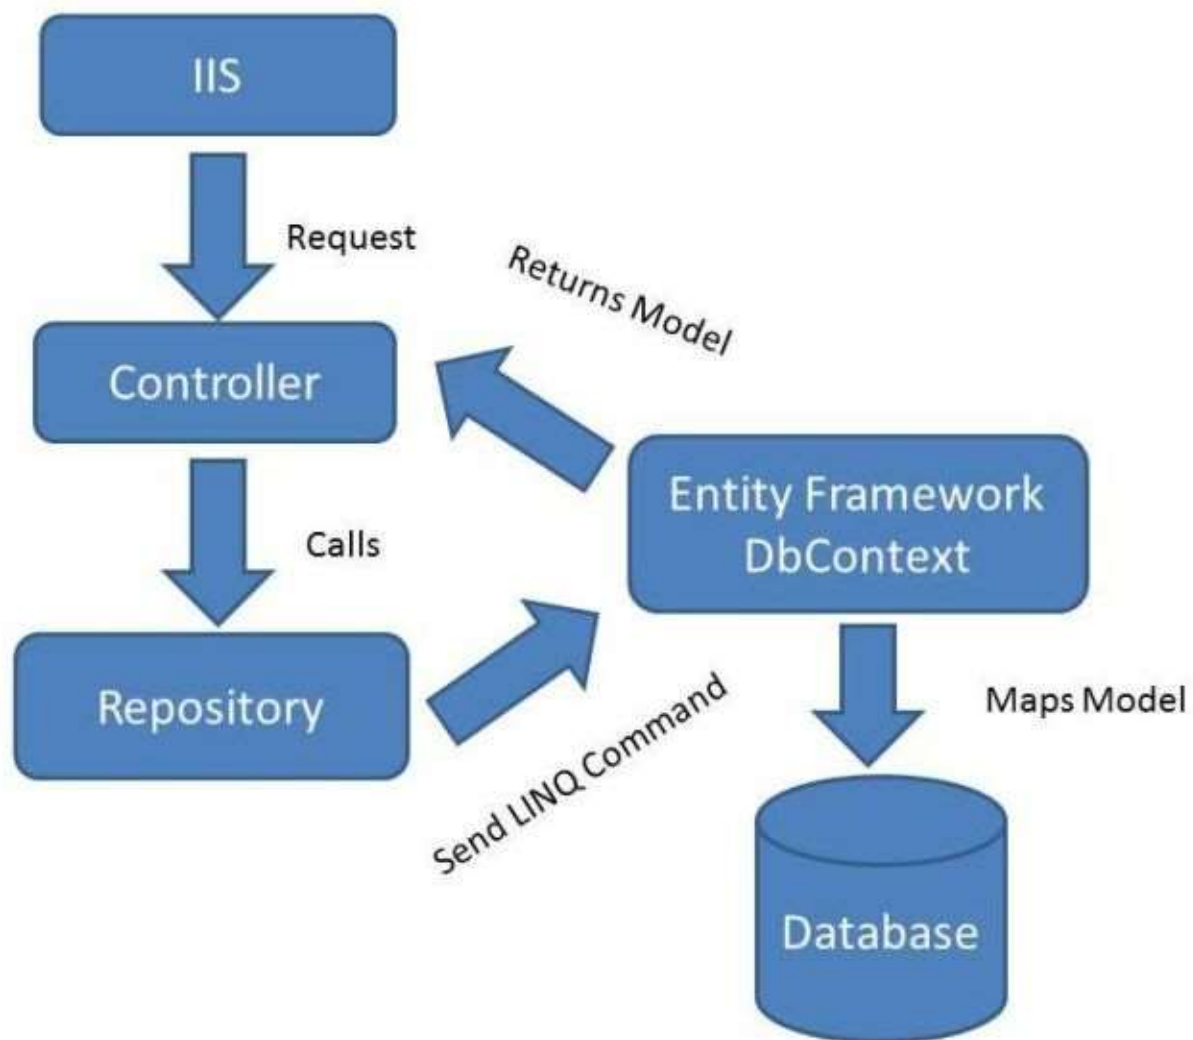 IIS
Request
Returns Model
Controller
Entity Framework
DbContext
Calls
Repository
Send LINQ Command
Maps Model
Database